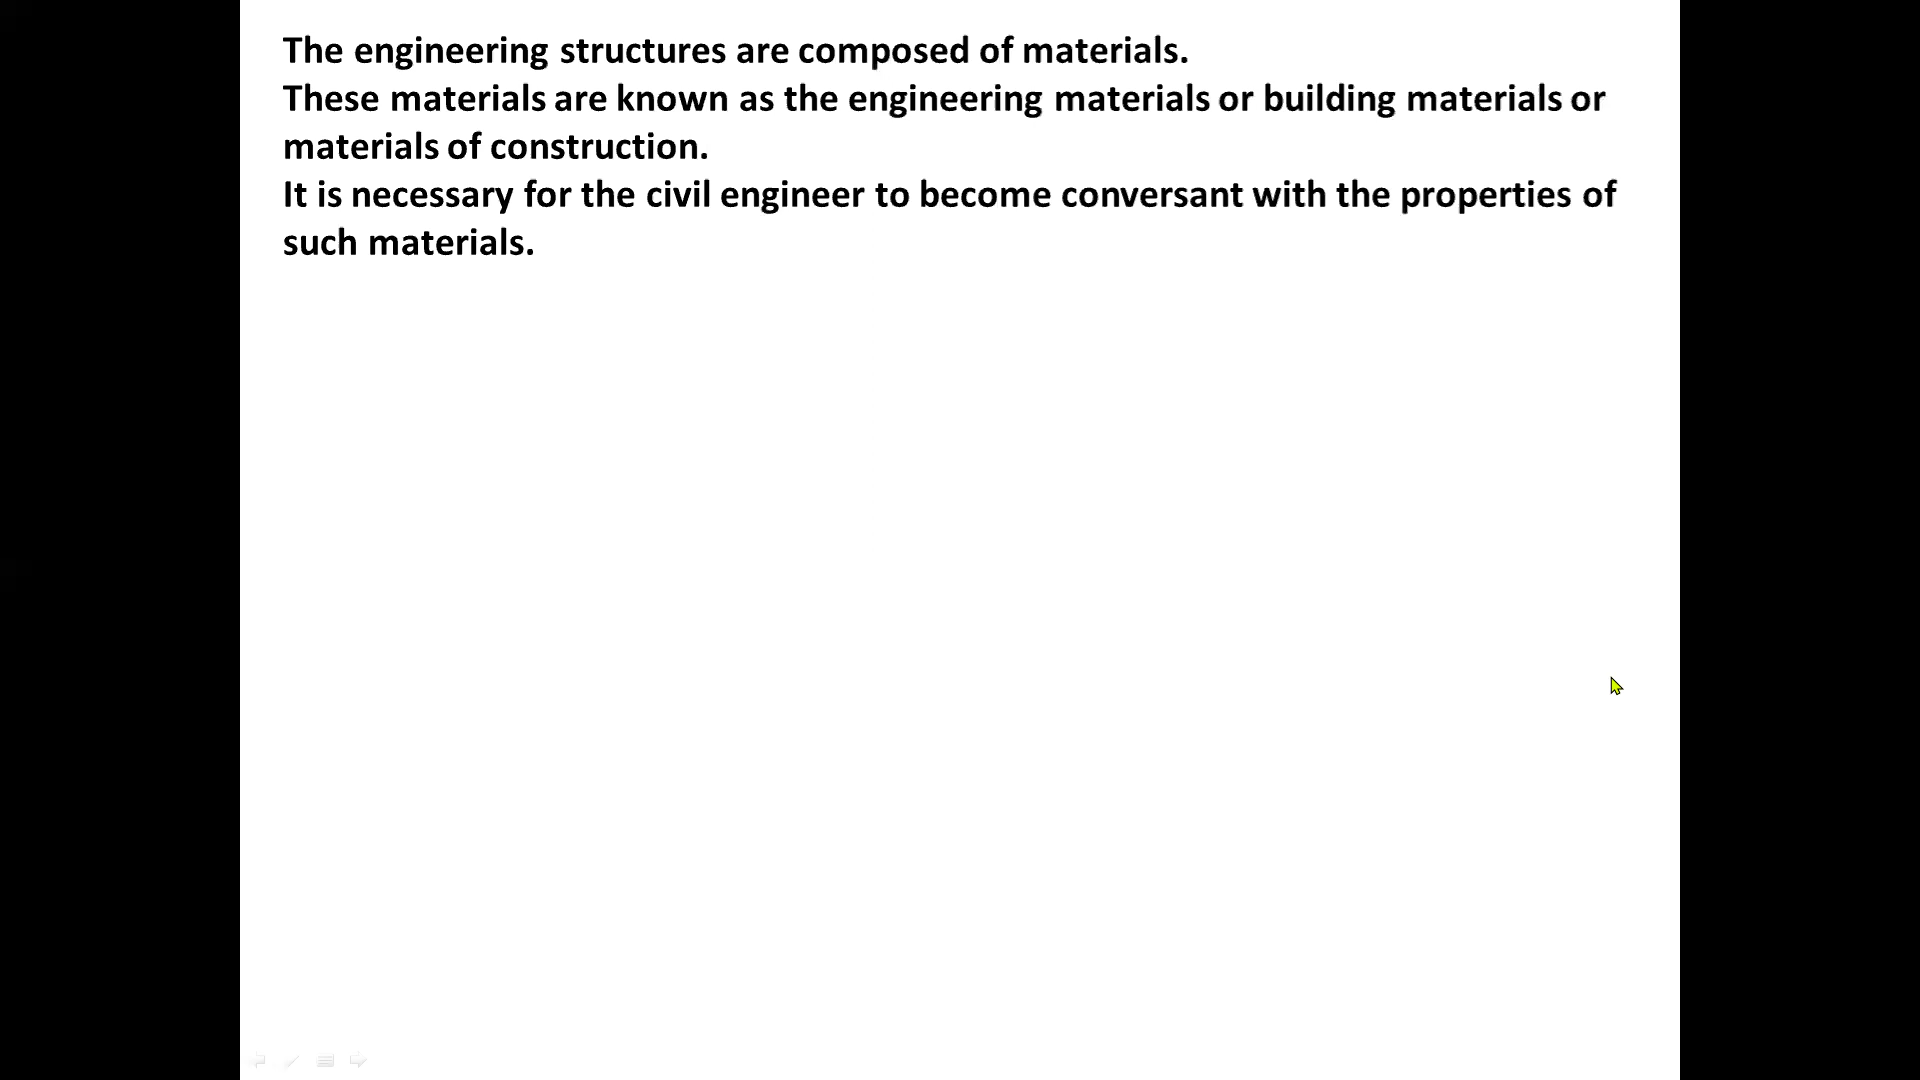 The engineering structures are composed of materials.
These materials are known as the engineering materials or building materials or
materials of construction.
It is necessary for the civil engineer to become conversant with the properties of
such materials.